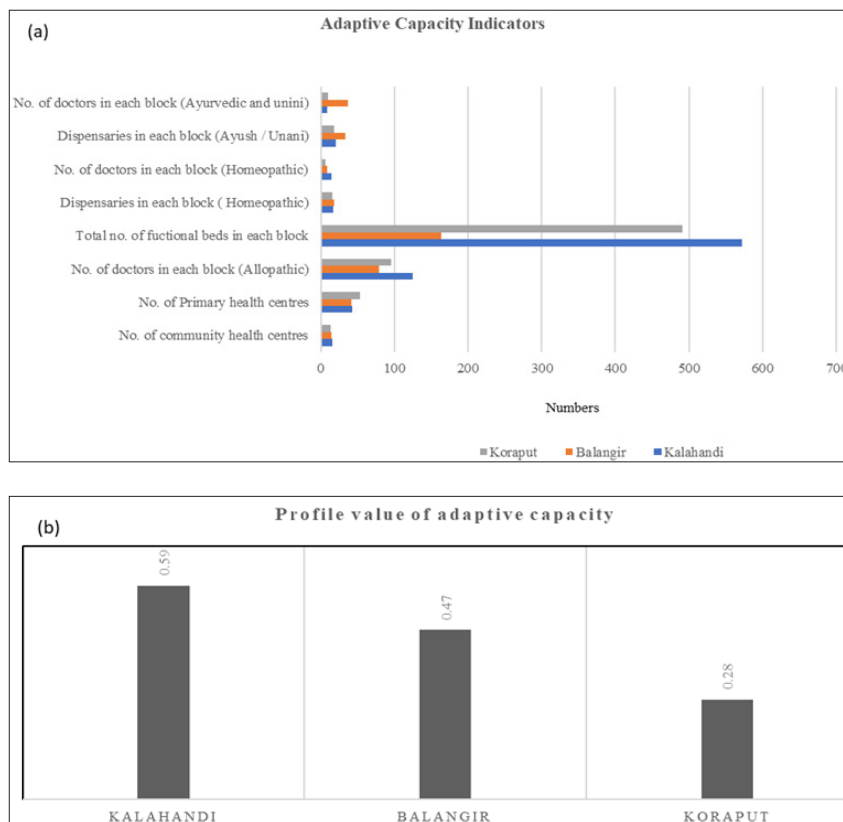 (a)
Adaptive Capacity Indicators
No. of doctors in each block (Ayurvedic and unini)
Dispensaries in each block (Ayush / Unani)
No. of doctors in each block (Homeopathic)
Dispensaries in each block ( Homeopathic)
Total no. of fuctional beds in each block
No. of doctors in each block (Allopathic)
No. of Primary health centres
No. of community health centres
0 100 200 300 400 500 600 700
Numbers
Koraput Balangir Kalahandi
(b)
Profile value of adaptive capacity
0.59 0.47 0.28
KALAHANDI BALANGIR KORAPUT